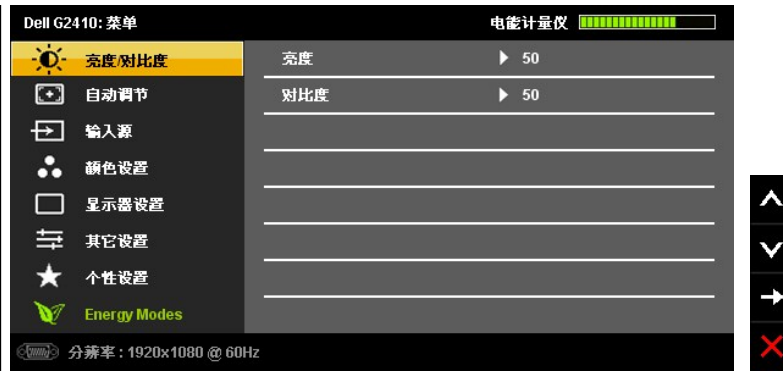 Dell G2410: 菜单 电能计量仪
亮度/对比度 亮度 50
自动调节 对比度 50
输入源
颜色设置
显示器设置
其它设置
个性设置
Energy Modes
分辨率 : 1920x1080 @ 60Hz